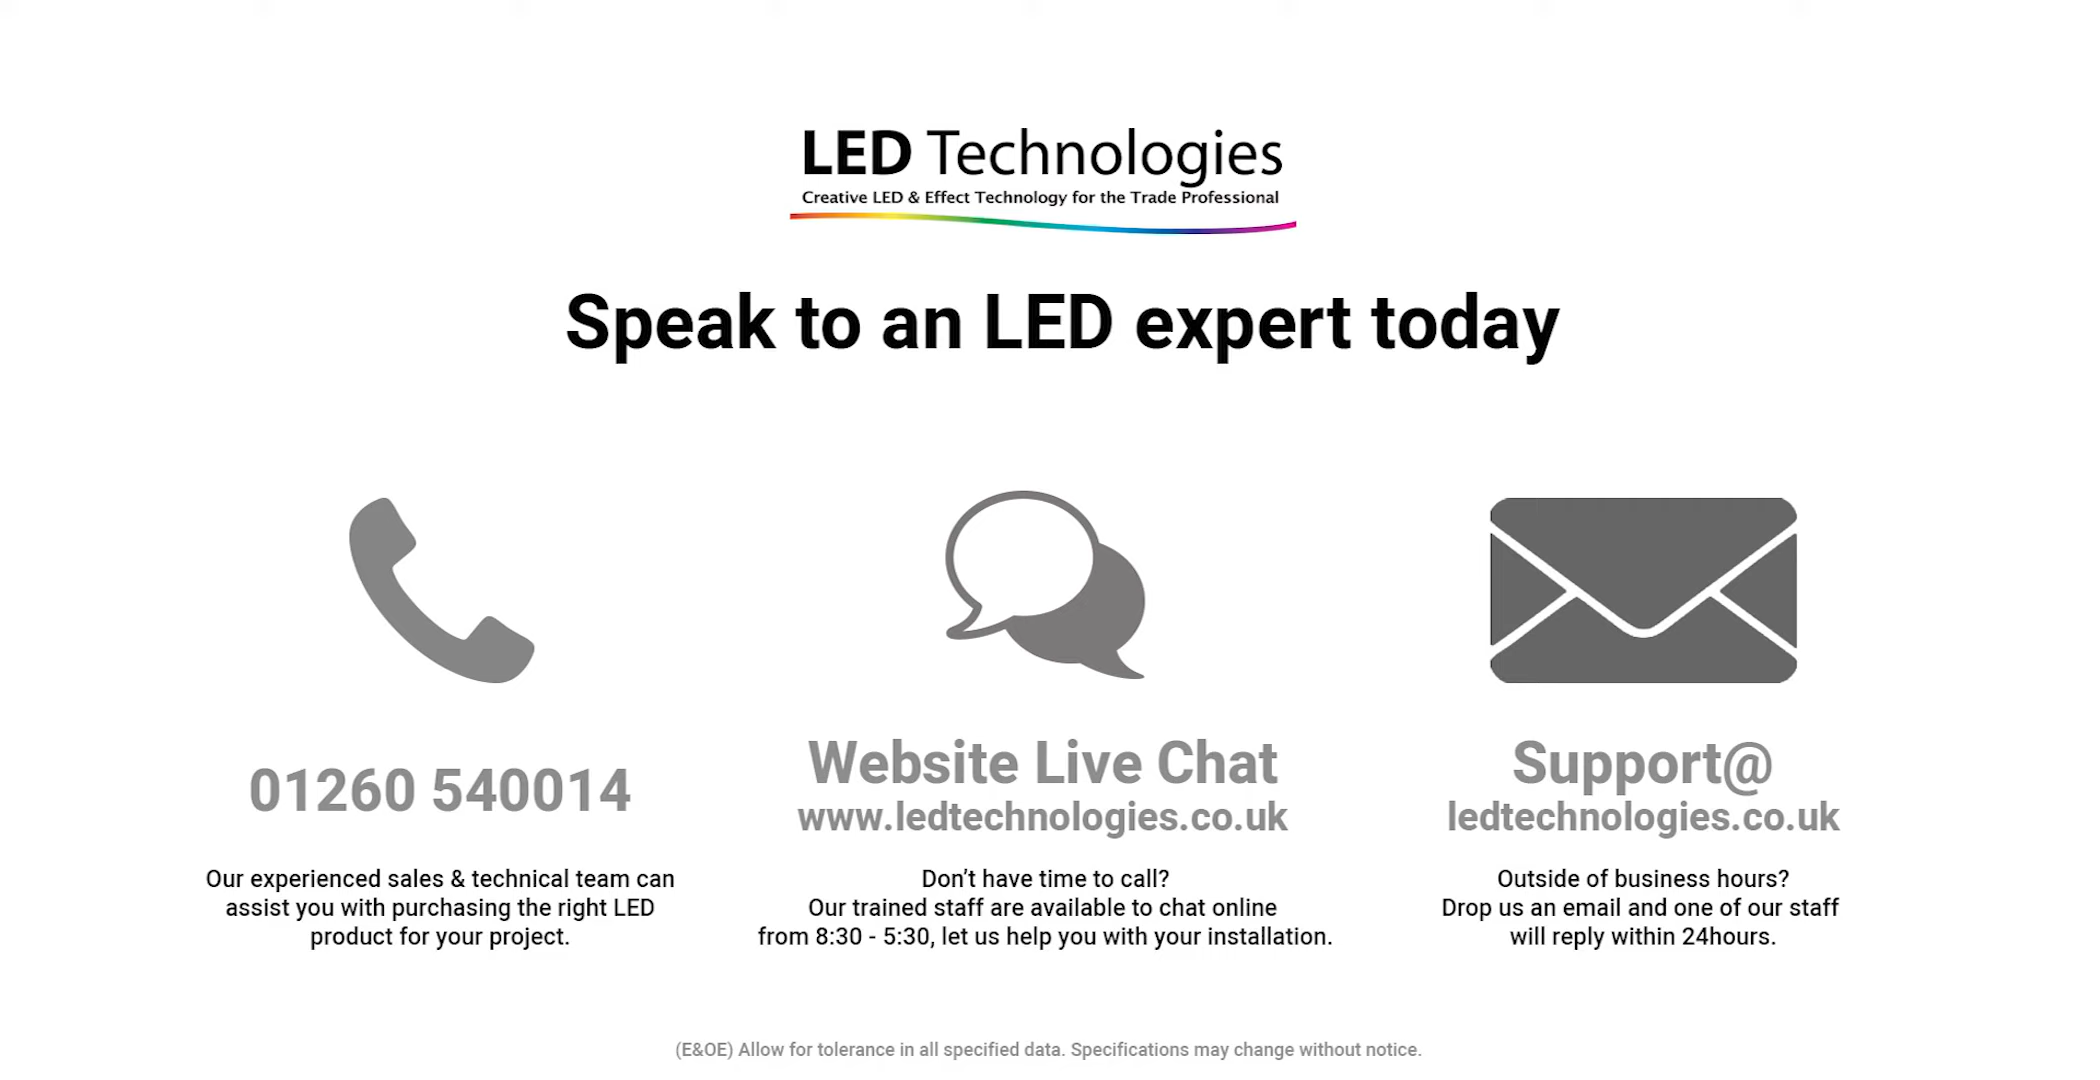 LED Technologies
Creative LED & Effect Technology for the Trade Professional
Speak to an LED expert today
01260 540014
Our experienced sales & technical team can
assist you with purchasing the right LED
product for your project.
Website Live Chat
www.ledtechnologies.co.uk
Don’t have time to call?
Our trained staff are available to chat online
from 8:30 - 5:30, let us help you with your installation.
Support@
ledtechnologies.co.uk
Outside of business hours?
Drop us an email and one of our staff
will reply within 24hours.
(E&OE) Allow for tolerance in all specified data. Specifications may change without notice.